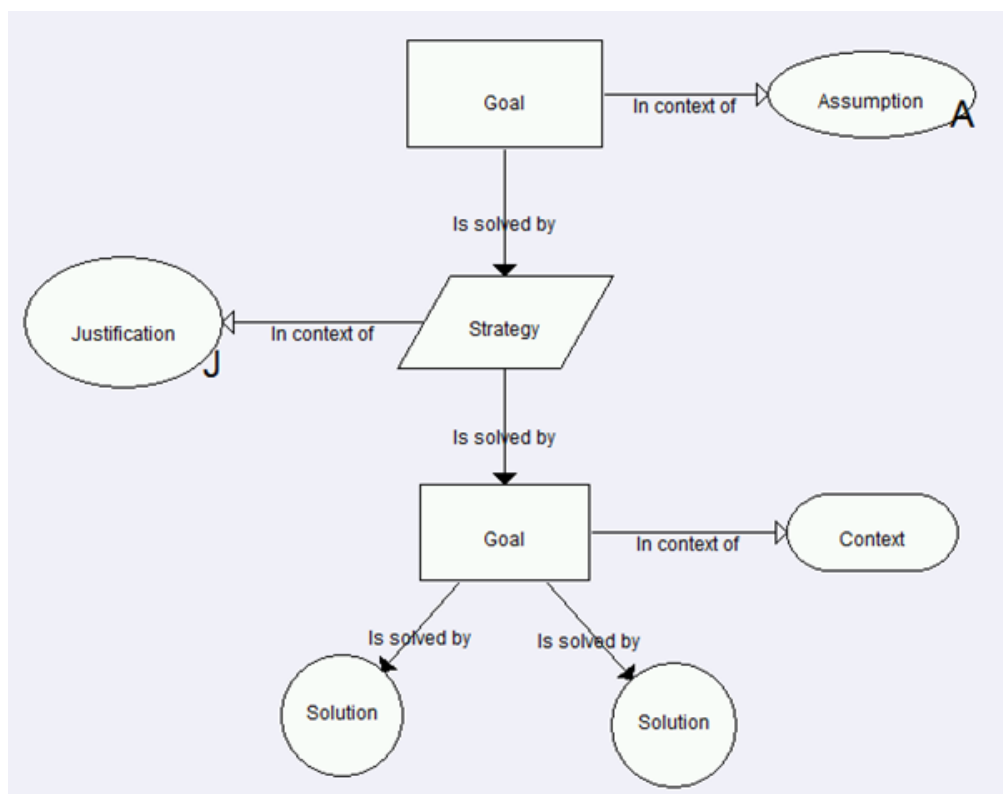 Goal
In context of
Assumption
A
Is solved by
Justification
J
In context of
Strategy
Is solved by
Goal
In context of
Context
Is solved by
Is solved by
Solution
Solution